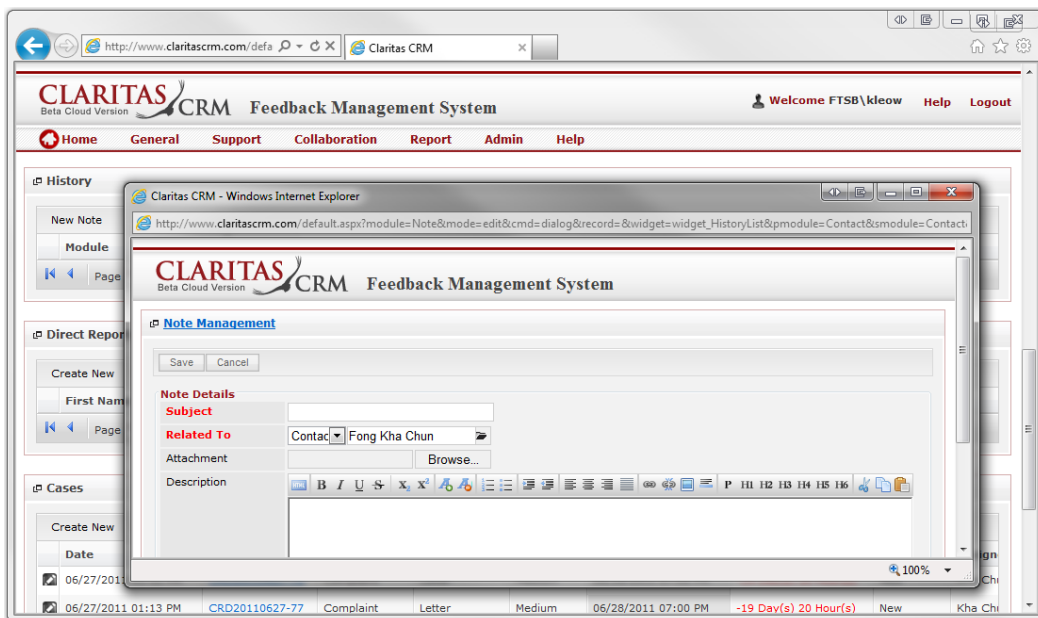 http://www.claritascrm.com/defa
Claritas CRM
CLARITAS CRM
Beta Cloud Version
Feedback Management System
Welcome FTSB\kleow
Help
Logout
Home General Support Collaboration Report Admin Help
History
New Note
Module
Page
Direct Repor
Create New
First Nam
Page
Cases
Create New
Date
ign
06/27/201
Ch
06/27/2011 01:13 PM CRD20110627-77 Complaint Letter Medium 06/28/2011 07:00 PM -19 Day(s) 20 Hour(s) New Kha Ch
Claritas CRM - Windows Internet Explorer
http://www.claritascrm.com/default.aspx?module=Note&mode=edit&cmd=dialog&record=&widget=widget_HistoryList&pmodule=Contact&smodule=Contact
CLARITAS CRM
Beta Cloud Version
Feedback Management System
Note Management
Save Cancel
Note Details
Subject
Related To Contac Fong Kha Chun
Attachment Browse...
Description B I U S X₂ X² P H1 H2 H3 H4 H5 H6
100%